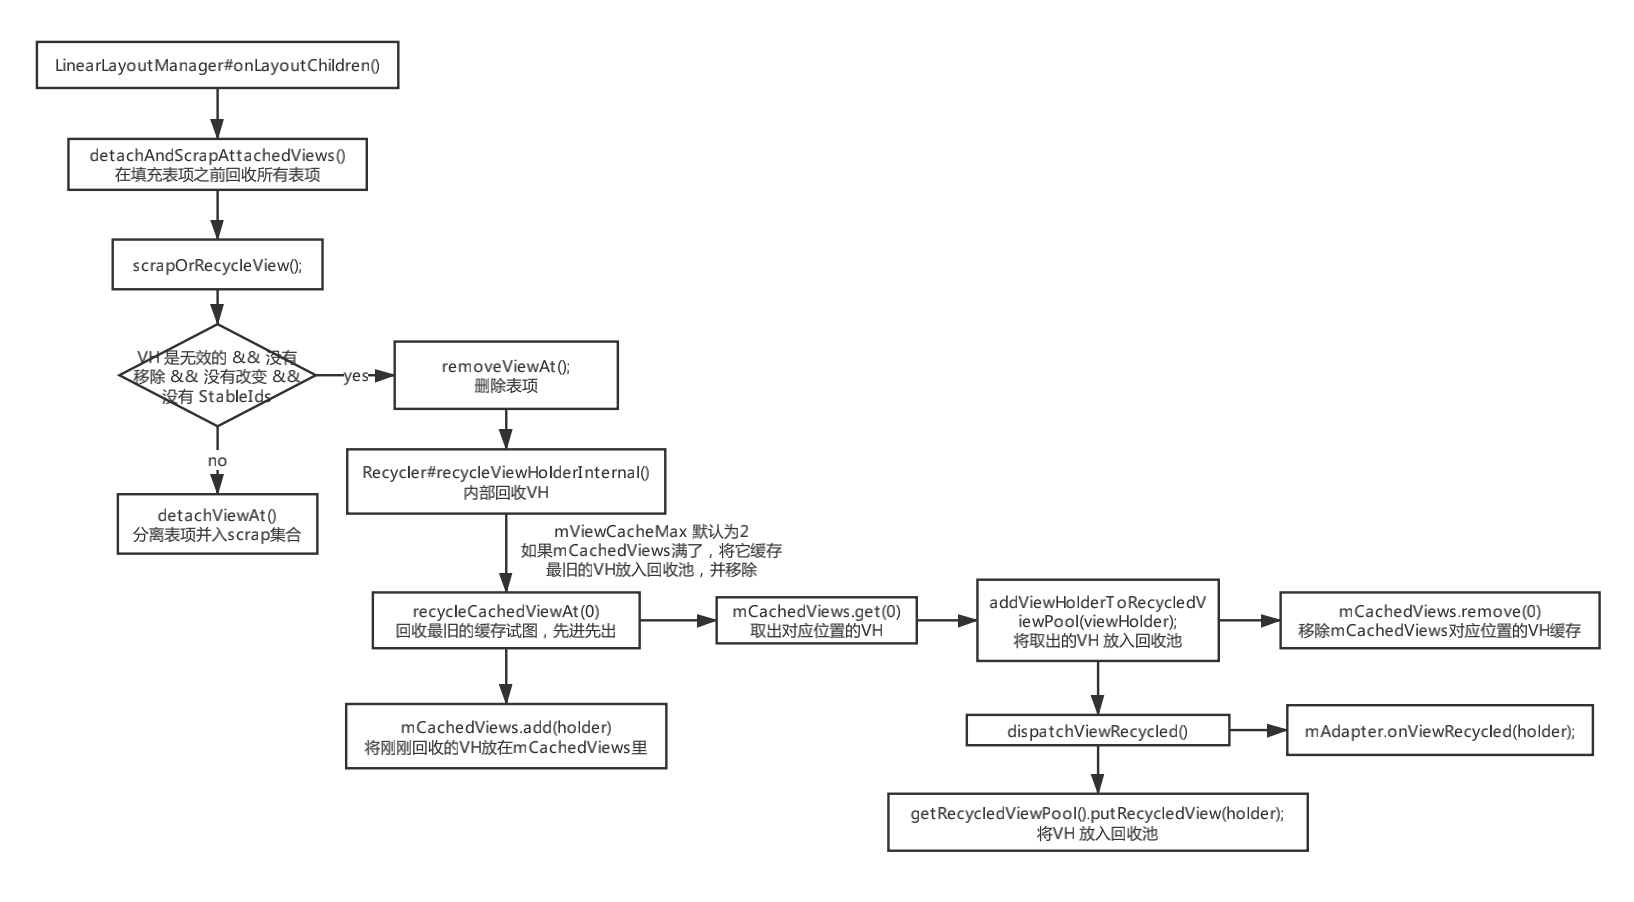 LinearLayoutManager#onLayoutChildren()
detachAndScrapAttachedViews()
在填充表项之前回收所有表项
scrapOrRecycleView();
VH 是无效的 && 没有
移除 && 没有改变 &&
没有 StableIds
yes
removeViewAt();
删除表项
no
detachViewAt()
分离表项并入scrap集合
Recycler#recycleViewHolderInternal()
内部回收VH
mViewCacheMax 默认为2
如果mCachedViews满了，将它缓存
最旧的VH放入回收池，并移除
recycleCachedViewAt(0)
回收最旧的缓存试图，先进先出
mCachedViews.get(0)
取出对应位置的VH
addViewHolderToRecycledV
iewPool(viewHolder);
将取出的VH 放入回收池
mCachedViews.remove(0)
移除mCachedViews对应位置的VH缓存
mCachedViews.add(holder)
将刚刚回收的VH放在mCachedViews里
dispatchViewRecycled()
mAdapter.onViewRecycled(holder);
getRecycledViewPool().putRecycledView(holder);
将VH 放入回收池